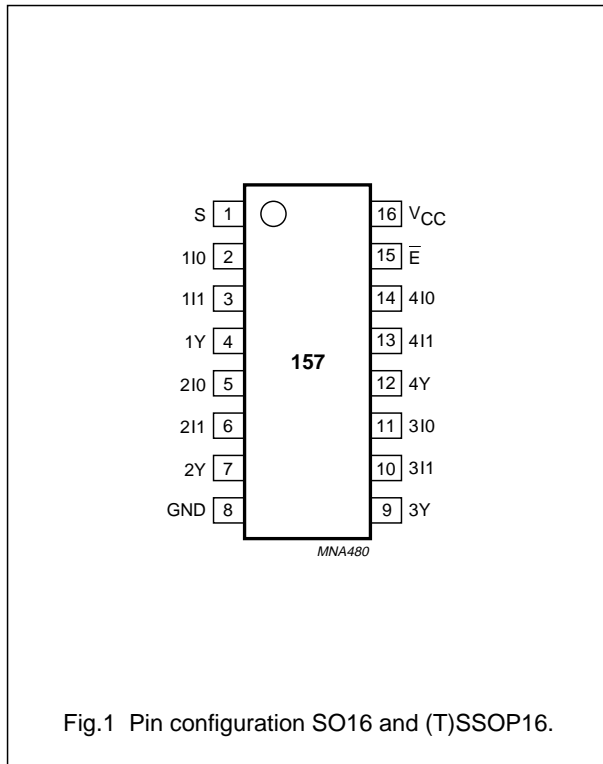 S 1 16 VCC
1I0 2 15 E̅
1I1 3 14 4I0
1Y 4 13 4I1
157
2I0 5 12 4Y
2I1 6 11 3I0
2Y 7 10 3I1
GND 8 9 3Y
MNA480
Fig.1 Pin configuration SO16 and (T)SSOP16.